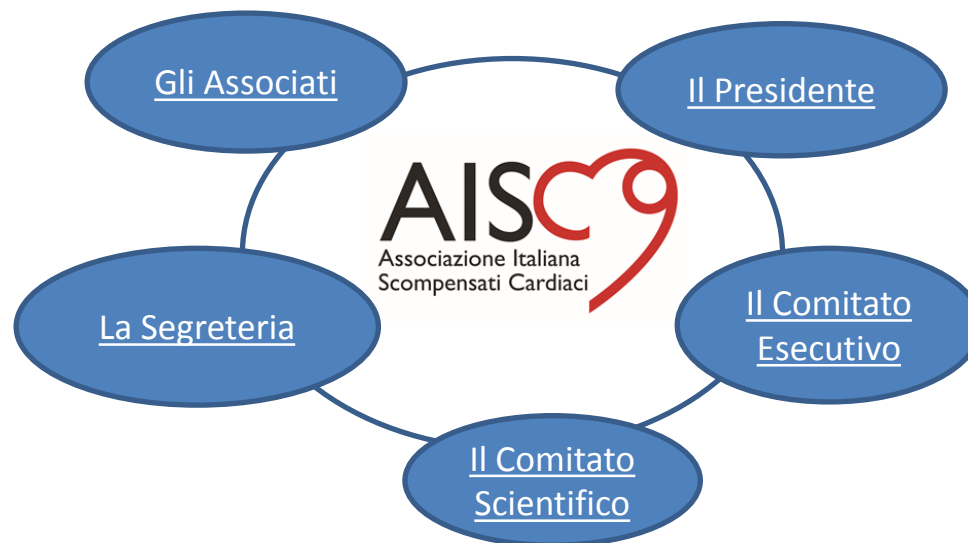 Gli Associati
Il Presidente
AISC
Associazione Italiana
Scompensati Cardiaci
La Segreteria
Il Comitato
Esecutivo
Il Comitato
Scientifico